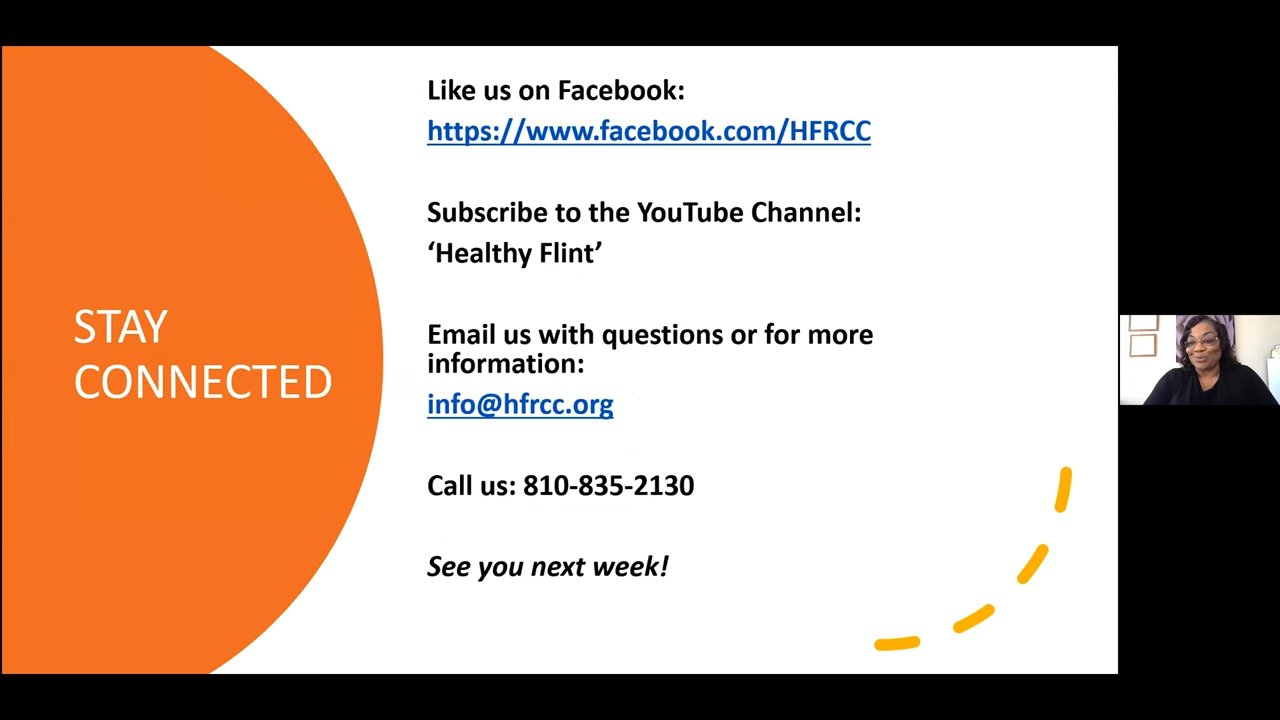 STAY
CONNECTED
Like us on Facebook:
https://www.facebook.com/HFRCC
Subscribe to the YouTube Channel:
‘Healthy Flint’
Email us with questions or for more
information:
info@hfrcc.org
Call us: 810-835-2130
See you next week!